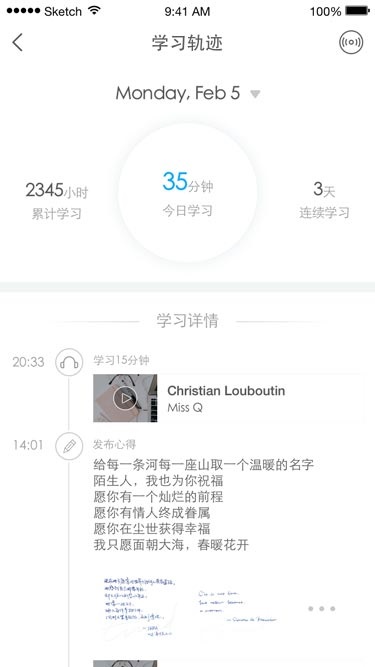 Sketch 9:41 AM 100%
学习轨迹
Monday, Feb 5
2345小时
累计学习
35分钟
今日学习
3天
连续学习
学习详情
20:33 学习15分钟
Christian Louboutin
Miss Q
14:01 发布心得
给每一条河每一座山取一个温暖的名字
陌生人，我也为你祝福
愿你有一个灿烂的前程
愿你有情人终成眷属
愿你在尘世获得幸福
我只愿面朝大海，春暖花开